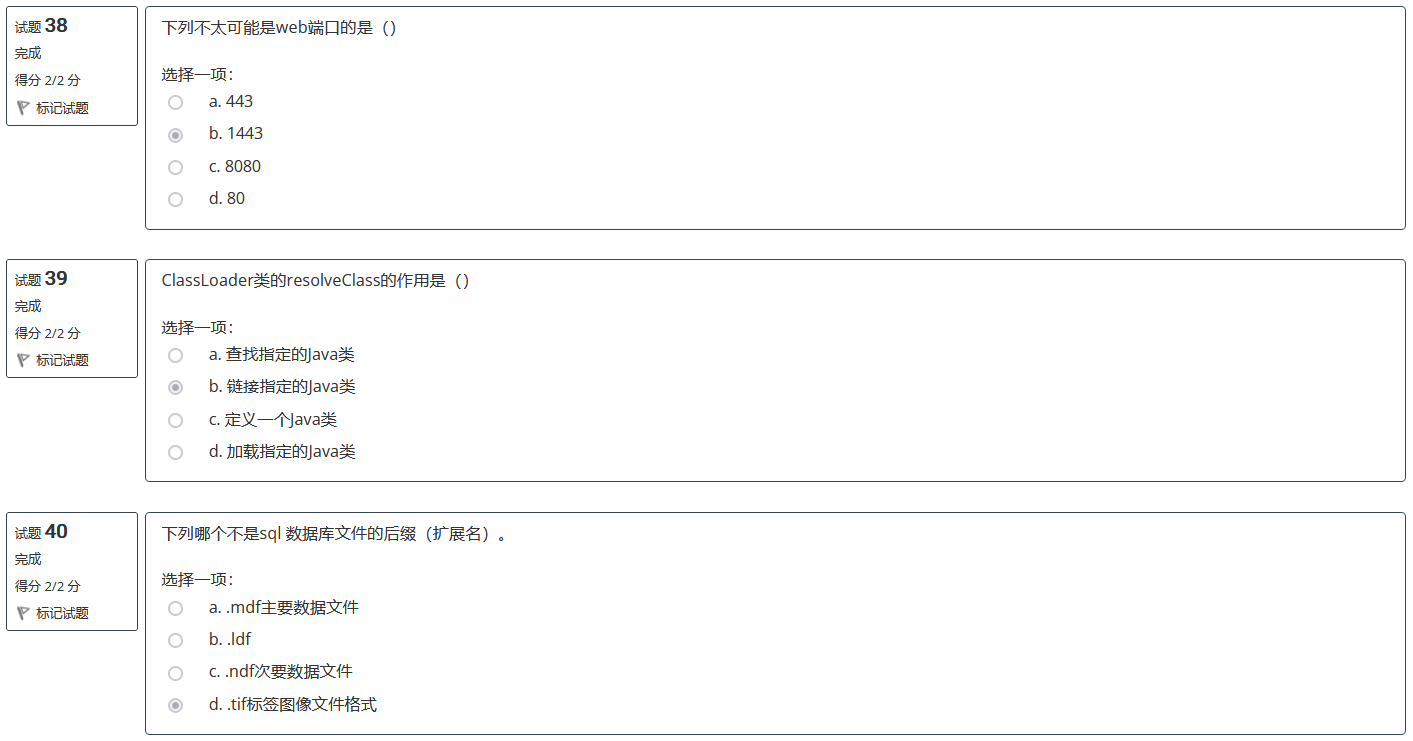 试题 38
完成
得分 2/2 分
标记试题
下列不太可能是web端口的是（）
选择一项：
a. 443
b. 1443
c. 8080
d. 80
试题 39
完成
得分 2/2 分
标记试题
ClassLoader类的resolveClass的作用是（）
选择一项：
a. 查找指定的Java类
b. 链接指定的Java类
c. 定义一个Java类
d. 加载指定的Java类
试题 40
完成
得分 2/2 分
标记试题
下列哪个不是sql 数据库文件的后缀（扩展名）。
选择一项：
a. .mdf主要数据文件
b. .ldf
c. .ndf次要数据文件
d. .tif标签图像文件格式